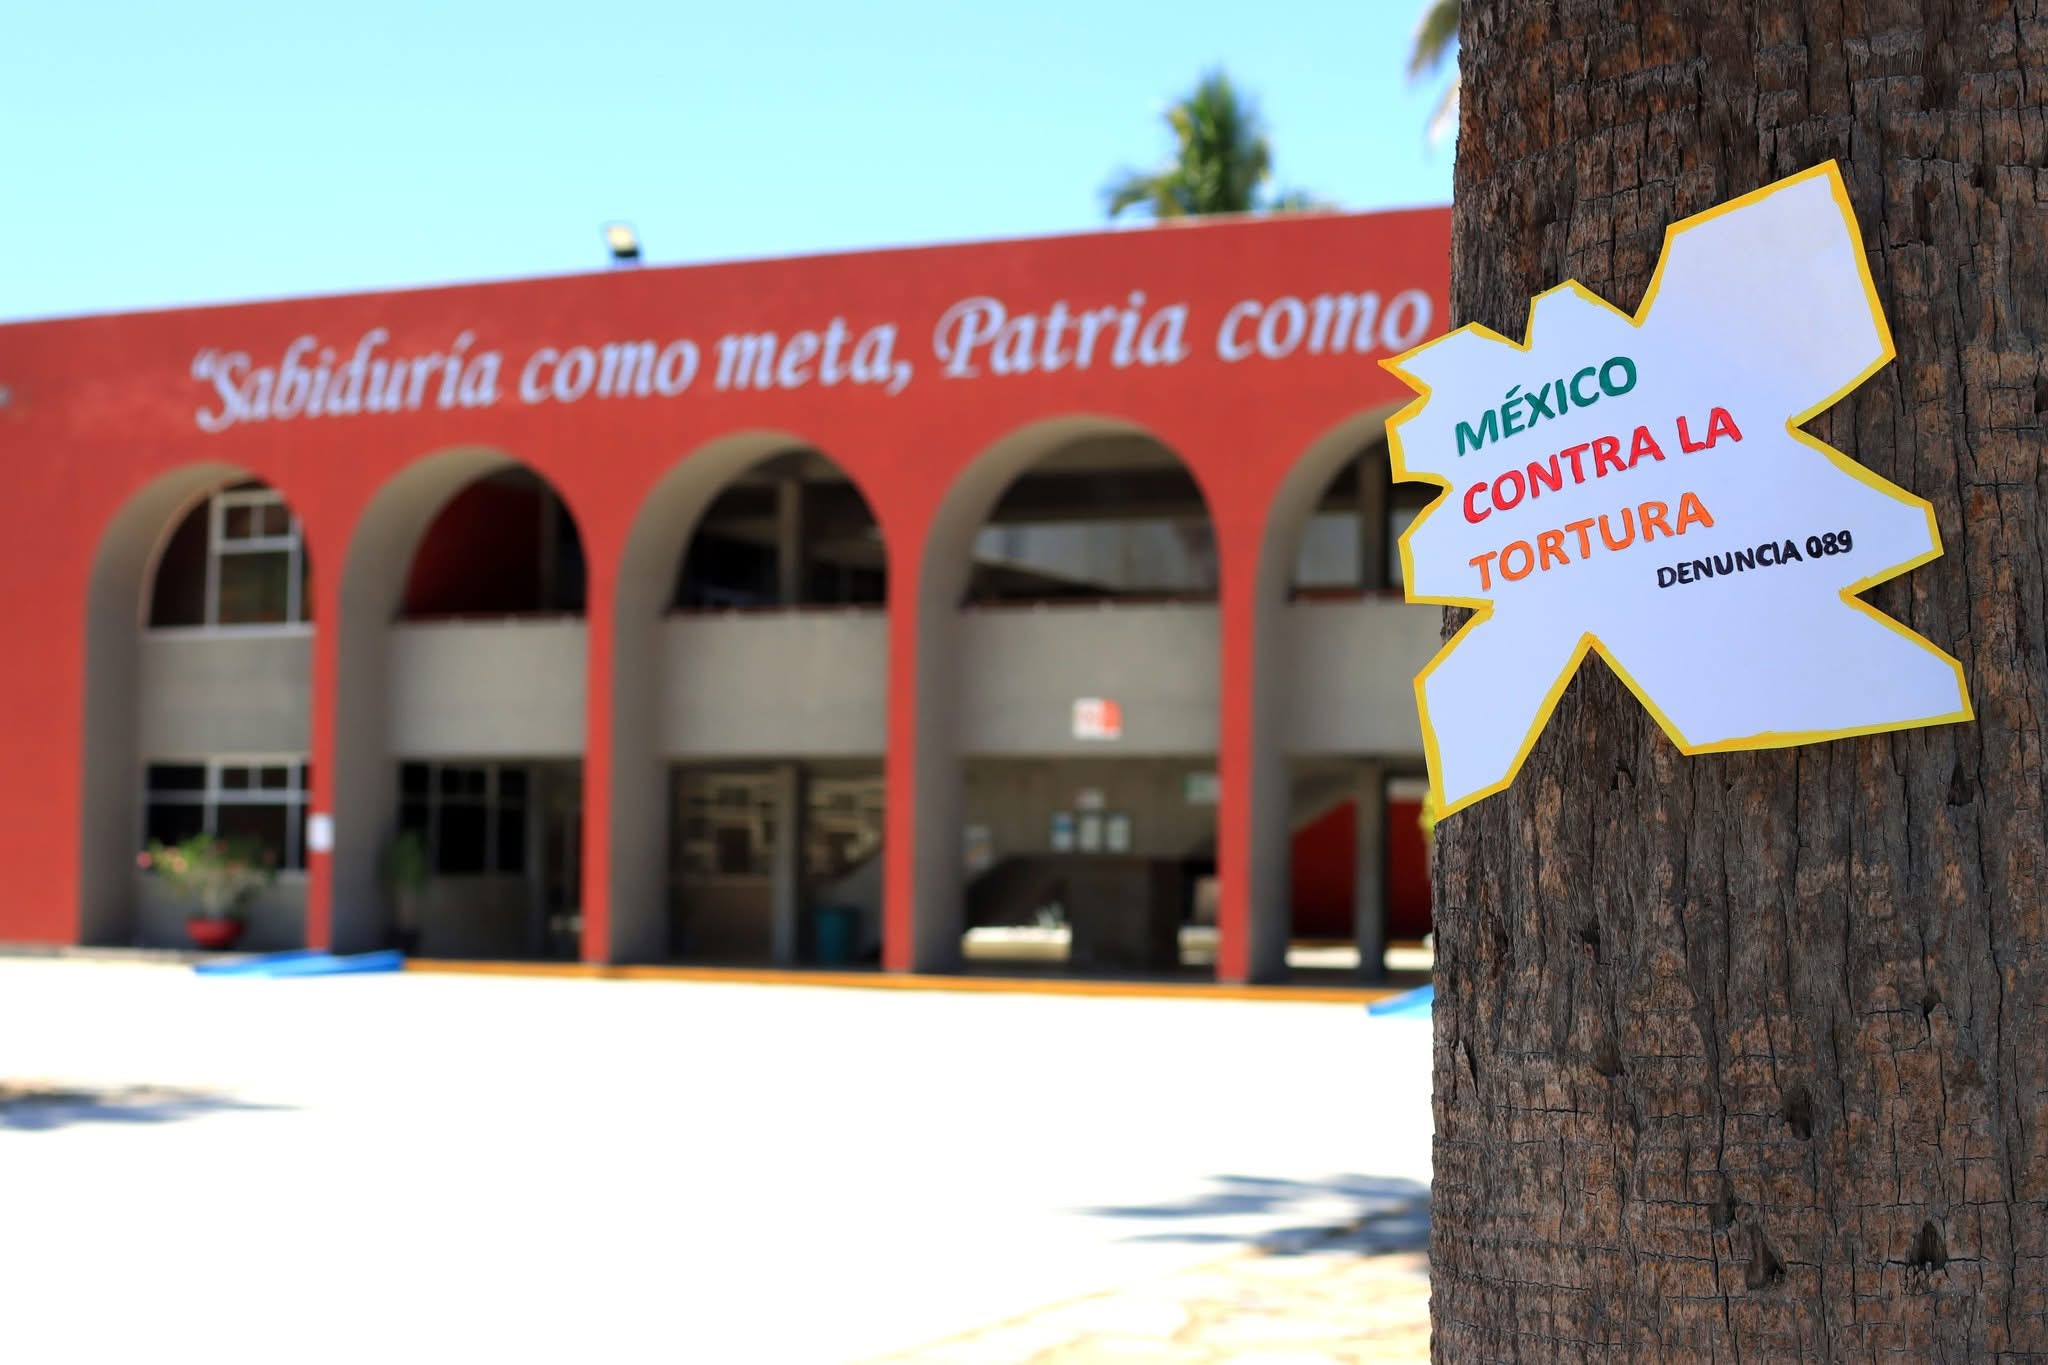 “Sabiduría como meta, Patria como
MÉXICO
CONTRA LA
TORTURA
DENUNCIA 089